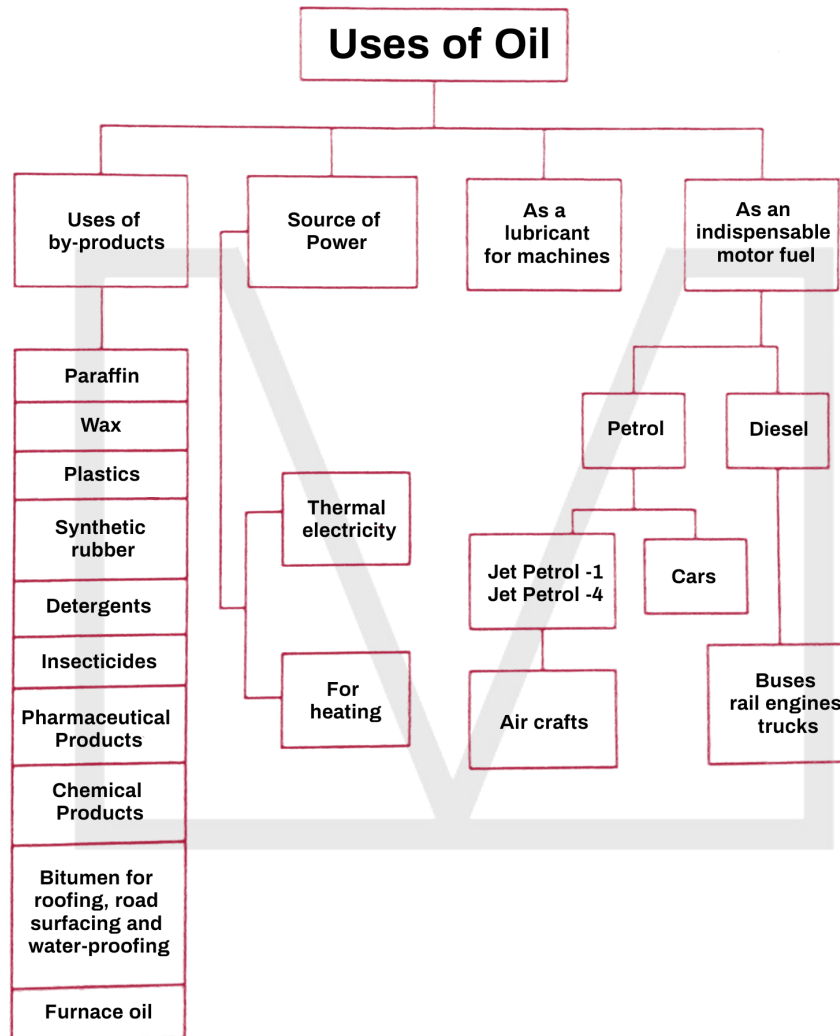 Uses of Oil
Uses of
by-products
Source of
Power
As a
lubricant
for machines
As an
indispensable
motor fuel
Paraffin
Wax
Plastics
Synthetic
rubber
Detergents
Insecticides
Pharmaceutical
Products
Chemical
Products
Bitumen for
roofing, road
surfacing and
water-proofing
Furnace oil
Thermal
electricity
For
heating
Petrol
Diesel
Jet Petrol -1
Jet Petrol -4
Cars
Air crafts
Buses
rail engines
trucks